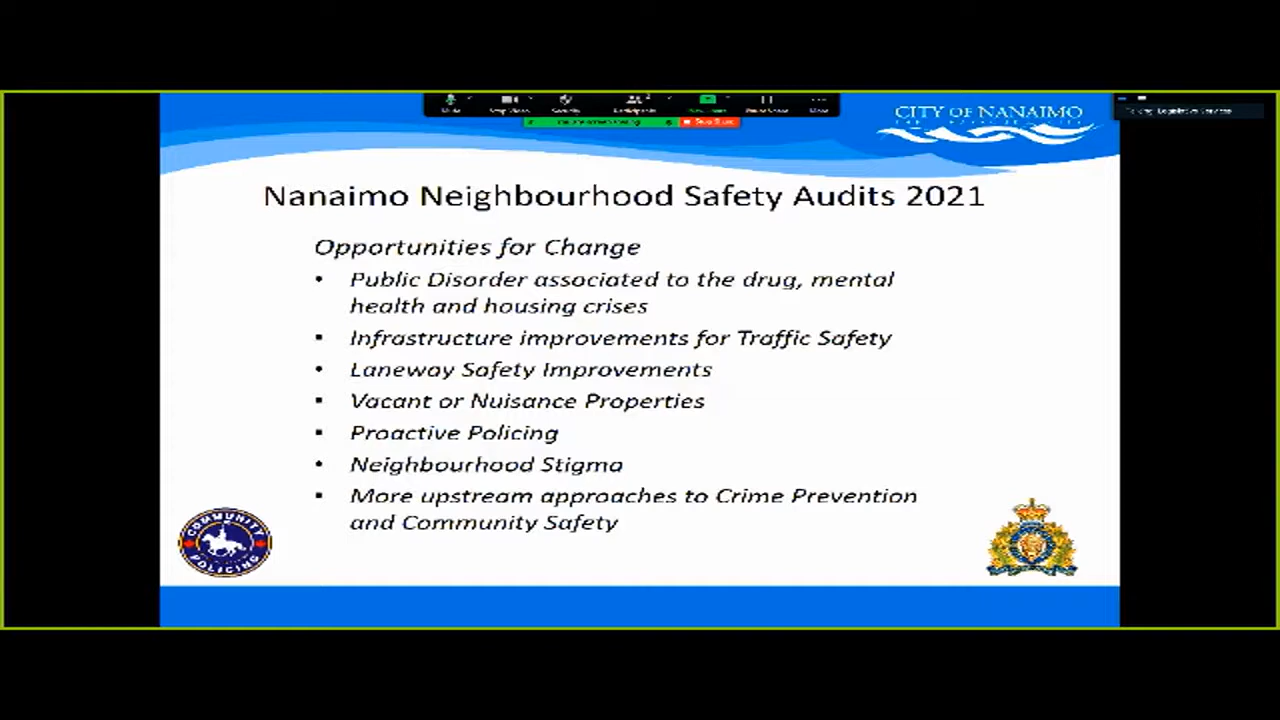 CITY OF NANAIMO
Nanaimo Neighbourhood Safety Audits 2021
Opportunities for Change
• Public Disorder associated to the drug, mental
health and housing crises
• Infrastructure improvements for Traffic Safety
• Laneway Safety Improvements
• Vacant or Nuisance Properties
• Proactive Policing
• Neighbourhood Stigma
• More upstream approaches to Crime Prevention
and Community Safety
COMMUNITY
POLICING